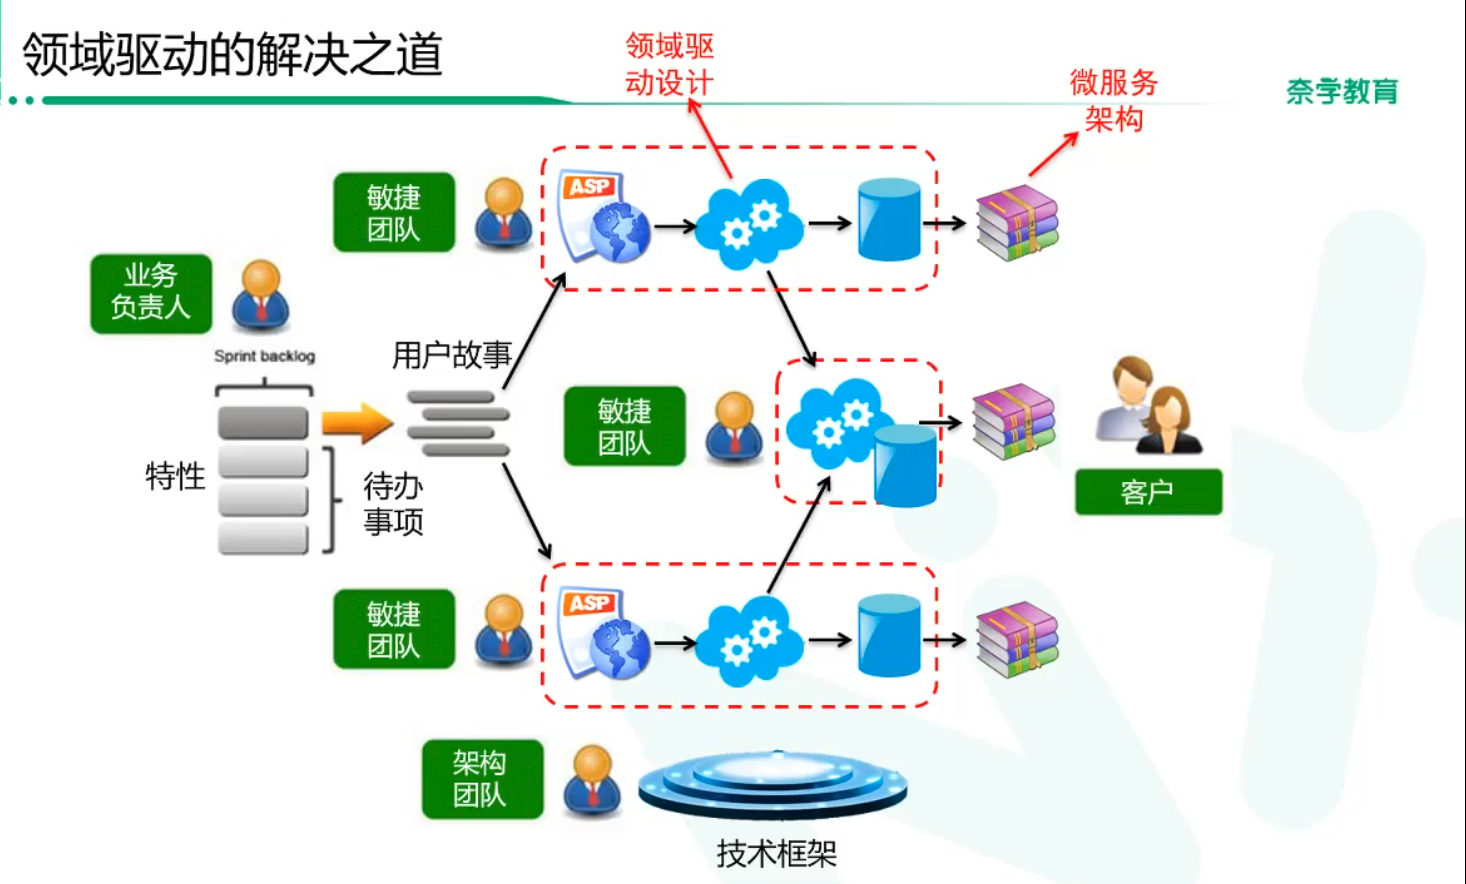 领域驱动的解决之道
领域驱
动设计
微服务
架构
奈学教育
敏捷
团队
ASP
业务
负责人
Sprint backlog
用户故事
敏捷
团队
特性
待办
事项
客户
敏捷
团队
ASP
架构
团队
技术框架